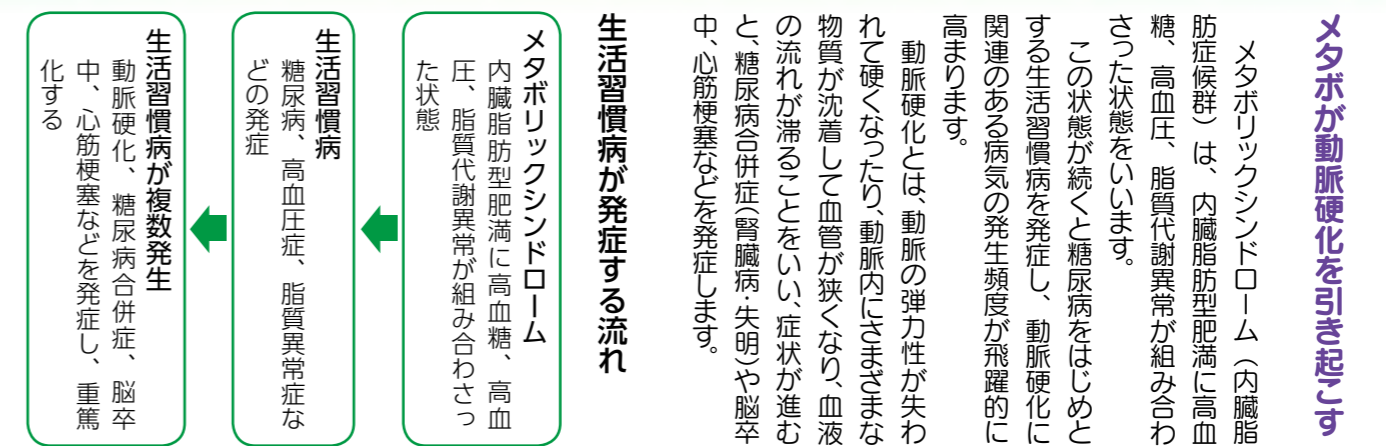 メタボが動脈硬化を引き起こす
メタボリックシンドローム（内臓脂
肪症候群）は、内臓脂肪型肥満に高血
糖、高血圧、脂質代謝異常が組み合わ
さった状態をいいます。
この状態が続くと糖尿病をはじめと
する生活習慣病を発症し、動脈硬化に
関連のある病気の発生頻度が飛躍的に
高まります。
動脈硬化とは、動脈の弾力性が失わ
れて硬くなったり、動脈内にさまざまな
物質が沈着して血管が狭くなり、血液
の流れが滞ることをいい、症状が進む
と、糖尿病合併症（腎臓病・失明）や脳卒
中、心筋梗塞などを発症します。
生活習慣病が発症する流れ
メタボリックシンドローム
内臓脂肪型肥満に高血糖、高血
圧、脂質代謝異常が組み合わさっ
た状態
生活習慣病
糖尿病、高血圧症、脂質異常症な
どの発症
生活習慣病が複数発生
動脈硬化、糖尿病合併症、脳卒
中、心筋梗塞などを発症し、重篤
化する